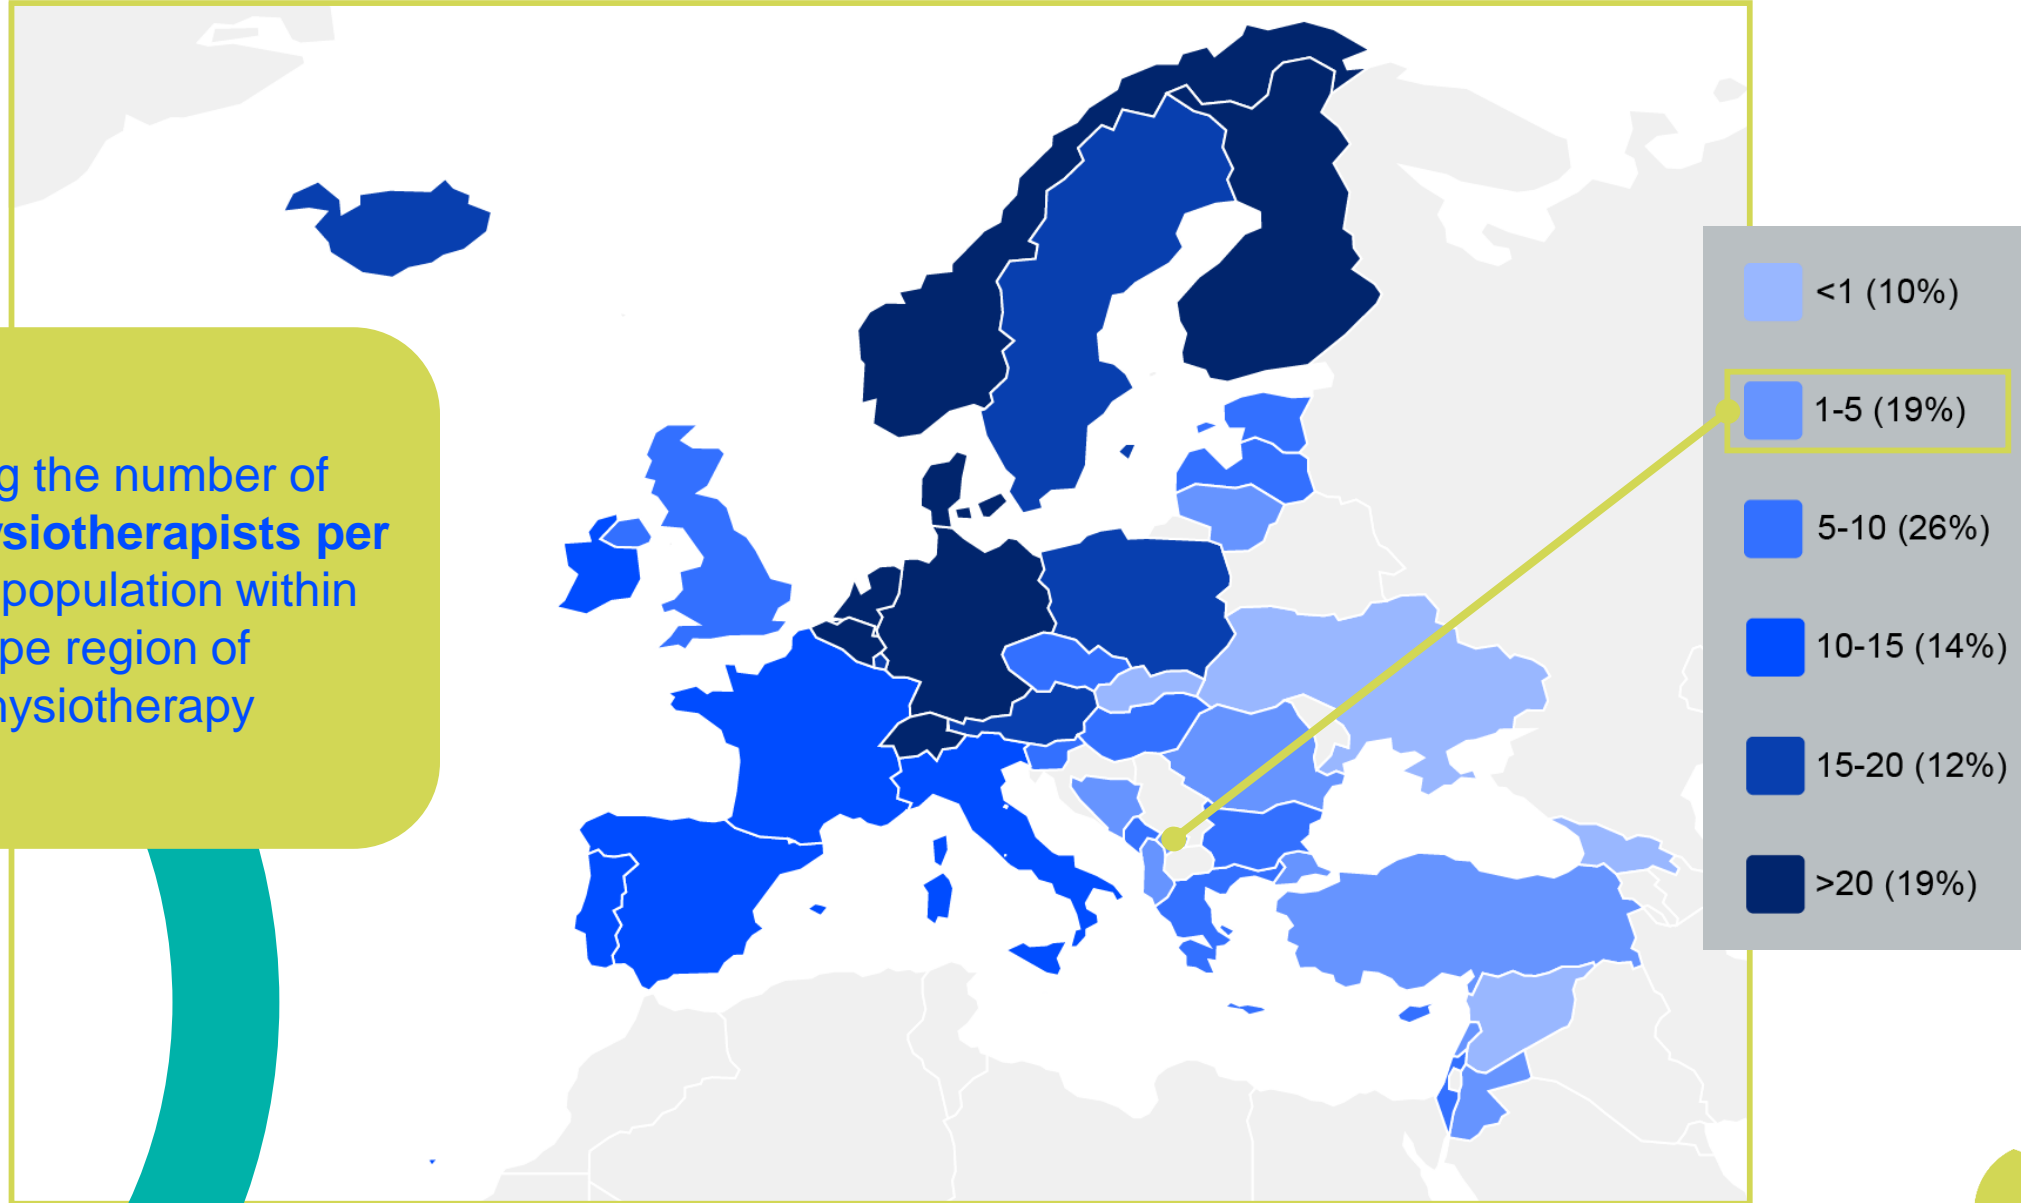 g the number of
ysiotherapists per
population within
pe region of
hysiotherapy
<1 (10%)
1-5 (19%)
5-10 (26%)
10-15 (14%)
15-20 (12%)
>20 (19%)